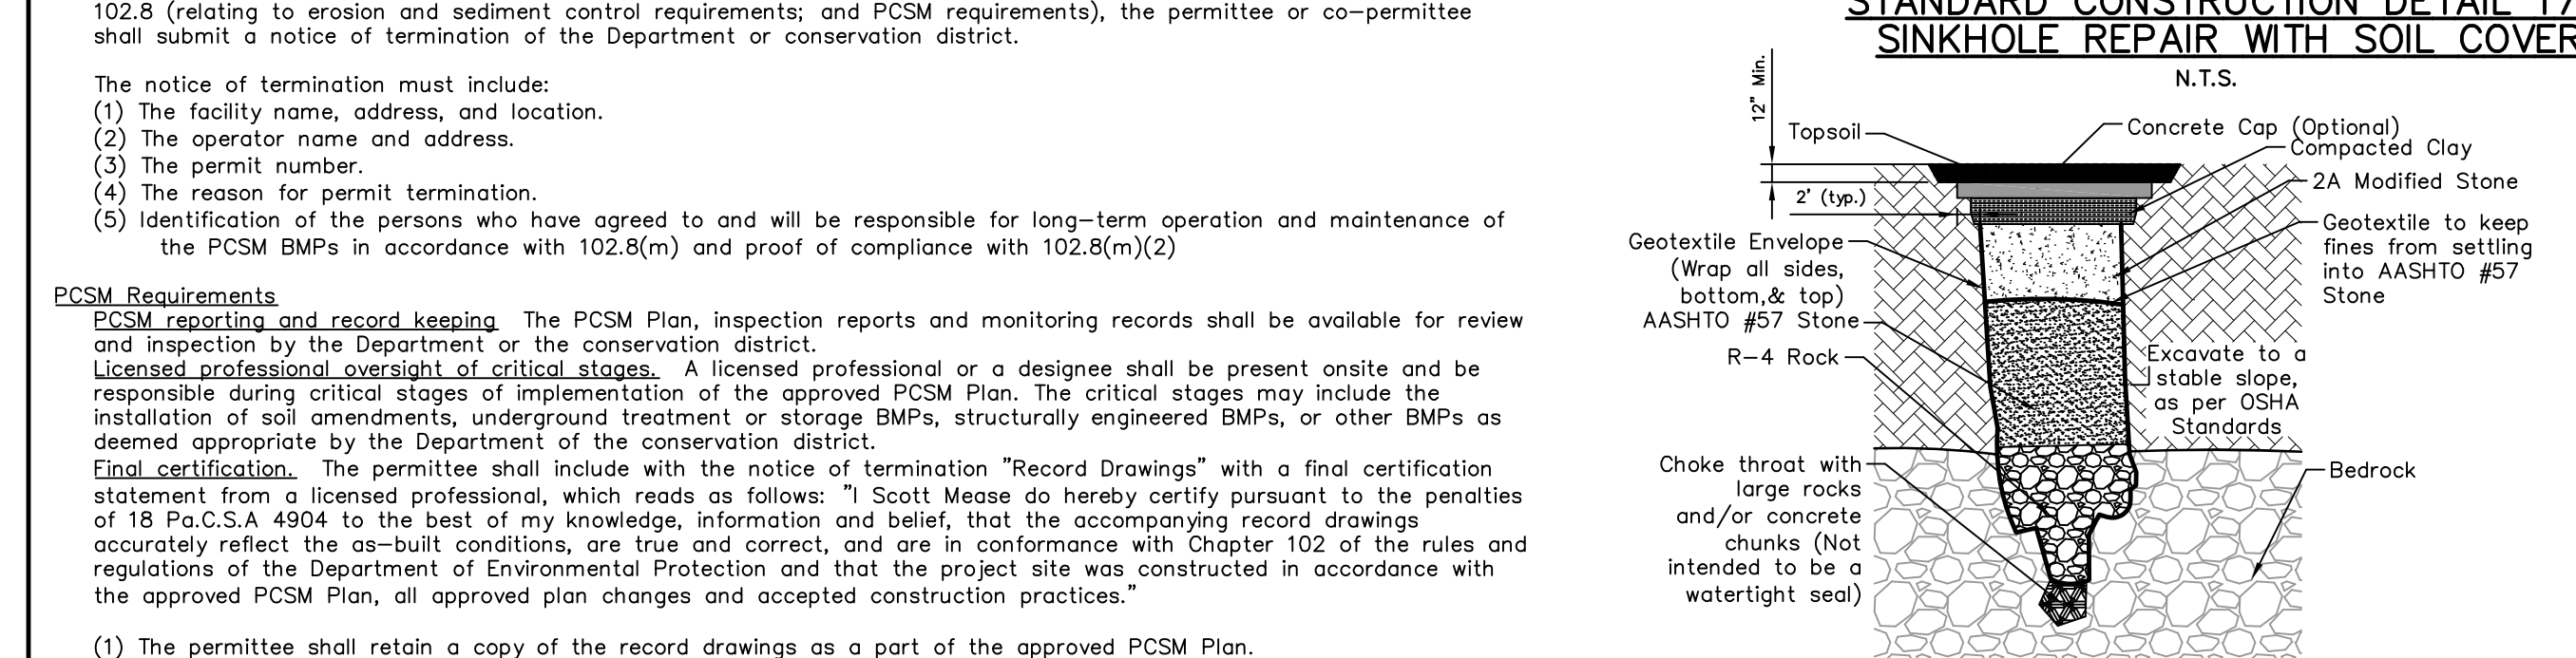 102.8 (relating to erosion and sediment control requirements; and PCSM requirements), the permittee or co-permittee
shall submit a notice of termination of the Department or conservation district.
The notice of termination must include:
(1) The facility name, address, and location.
(2) The operator name and address.
(3) The permit number.
(4) The reason for permit termination.
(5) Identification of the persons who have agreed to and will be responsible for long-term operation and maintenance of
the PCSM BMPs in accordance with 102.8(m) and proof of compliance with 102.8(m)(2)
PCSM Requirements
PCSM reporting and record keeping The PCSM Plan, inspection reports and monitoring records shall be available for review
and inspection by the Department or the conservation district.
Licensed professional oversight of critical stages. A licensed professional or a designee shall be present onsite and be
responsible during critical stages of implementation of the approved PCSM Plan. The critical stages may include the
installation of soil amendments, underground treatment or storage BMPs, structurally engineered BMPs, or other BMPs as
deemed appropriate by the Department of the conservation district.
Final certification. The permittee shall include with the notice of termination "Record Drawings" with a final certification
statement from a licensed professional, which reads as follows: "I Scott Mease do hereby certify pursuant to the penalties
of 18 Pa.C.S.A 4904 to the best of my knowledge, information and belief, that the accompanying record drawings
accurately reflect the as-built conditions, are true and correct, and are in conformance with Chapter 102 of the rules and
regulations of the Department of Environmental Protection and that the project site was constructed in accordance with
the approved PCSM Plan, all approved plan changes and accepted construction practices."
(1) The permittee shall retain a copy of the record drawings as a part of the approved PCSM Plan.
STANDARD CONSTRUCTION DETAIL
SINKHOLE REPAIR WITH SOIL COVER
N.T.S.
12" Min.
Topsoil
2' (typ.)
Geotextile Envelope
(Wrap all sides,
bottom,& top)
AASHTO #57 Stone
R-4 Rock
Choke throat with
large rocks
and/or concrete
chunks (Not
intended to be a
watertight seal)
Concrete Cap (Optional)
Compacted Clay
2A Modified Stone
Geotextile to keep
fines from settling
into AASHTO #57
Stone
Excavate to a
stable slope,
as per OSHA
Standards
Bedrock